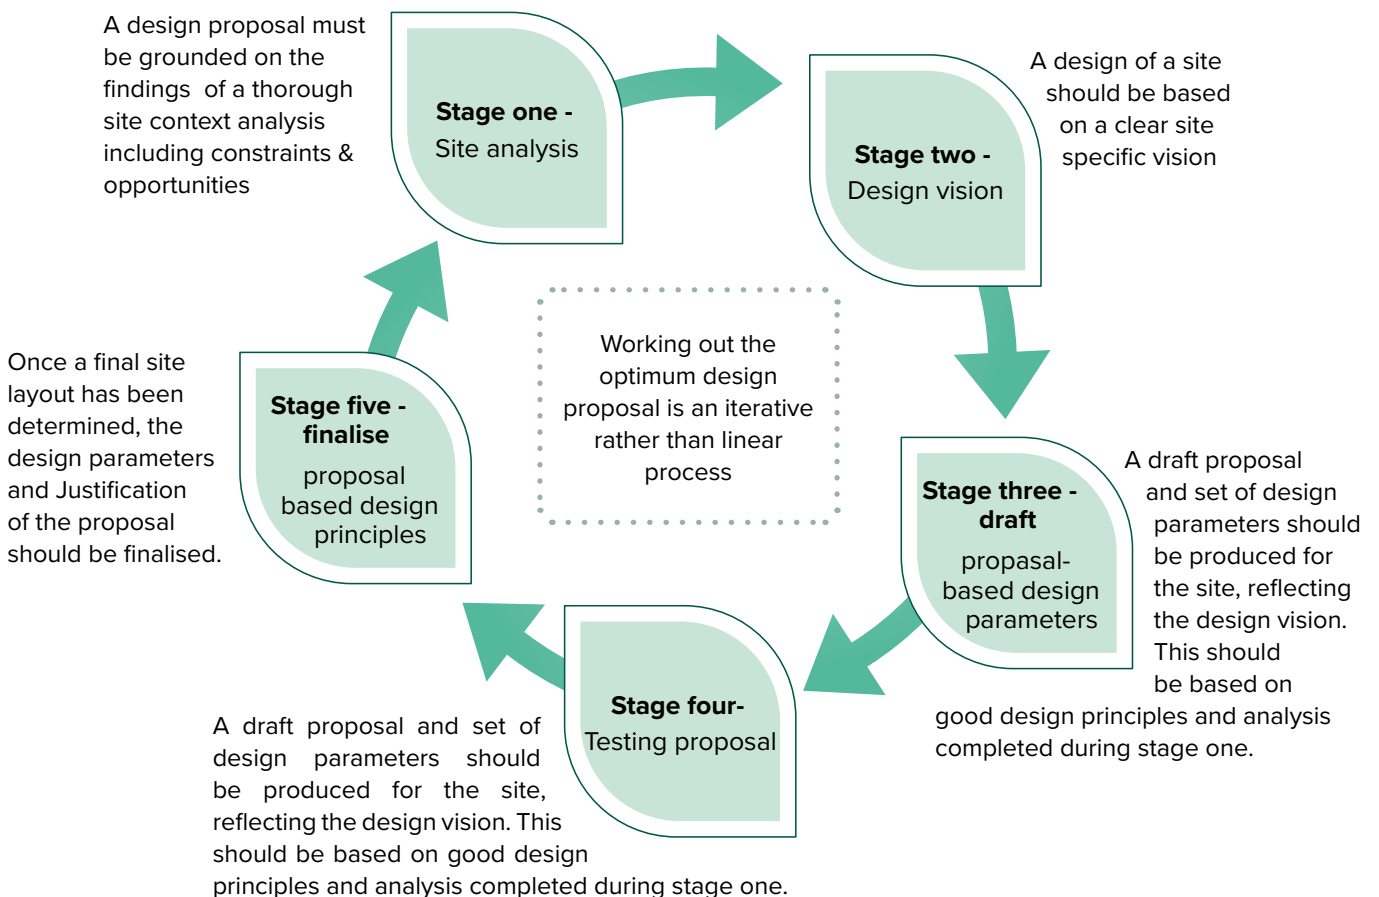 A design proposal must
be grounded on the
findings of a thorough
site context analysis
including constraints &
opportunities
Stage one -
Site analysis
Stage two -
Design vision
A design of a site
should be based
on a clear site
specific vision
Working out the
optimum design
proposal is an iterative
rather than linear
process
Stage three -
draft
propasal-
based design
parameters
A draft proposal
and set of design
parameters should
be produced for
the site, reflecting
the design vision.
This should
be based on
good design principles and analysis
completed during stage one.
Stage four-
Testing proposal
A draft proposal and set of
design parameters should
be produced for the site,
reflecting the design vision. This
should be based on good design
principles and analysis completed during stage one.
Stage five -
finalise
proposal
based design
principles
Once a final site
layout has been
determined, the
design parameters
and Justification
of the proposal
should be finalised.